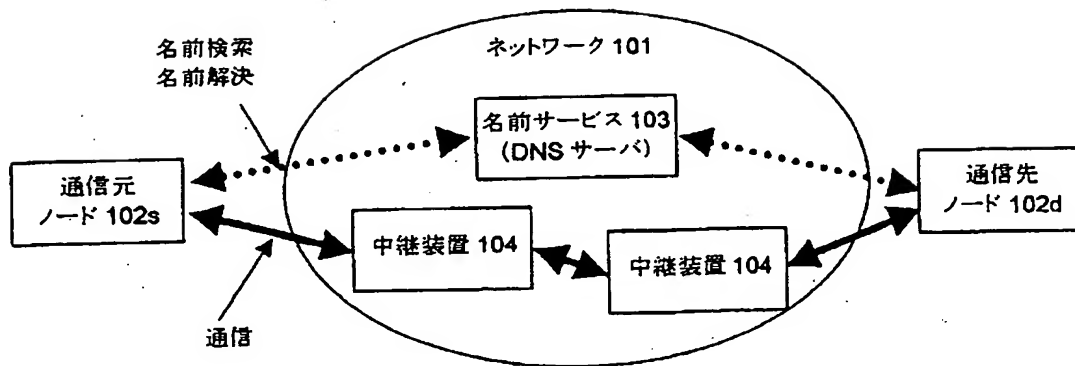 ネットワーク 101
名前検索
名前解決
名前サービス 103
(DNS サーバ)
通信元
ノード 102s
通信先
ノード 102d
中継装置 104
中継装置 104
通信